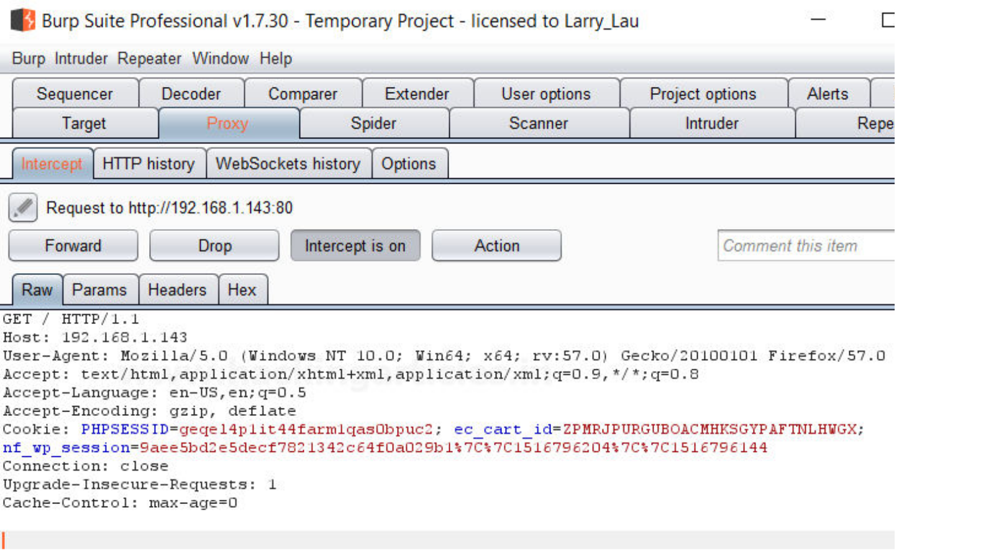 Burp Suite Professional v1.7.30 - Temporary Project - licensed to Larry_Lau
Burp Intruder Repeater Window Help
Sequencer Decoder Comparer Extender User options Project options Alerts
Target Proxy Spider Scanner Intruder Repe
Intercept HTTP history WebSockets history Options
Request to http://192.168.1.143:80
Forward Drop Intercept is on Action Comment this item
Raw Params Headers Hex
GET / HTTP/1.1
Host: 192.168.1.143
User-Agent: Mozilla/5.0 (Windows NT 10.0; Win64; x64; rv:57.0) Gecko/20100101 Firefox/57.0
Accept: text/html,application/xhtml+xml,application/xml;q=0.9,*/*;q=0.8
Accept-Language: en-US,en;q=0.5
Accept-Encoding: gzip, deflate
Cookie: PHPSESSID=geqel4p1it44farm1qas0bpuc2; ec_cart_id=ZPMRJPURGUBOACMHKSGYPAFTNLHWGX;
nf_wp_session=9aee5bd2e5decf7821342c64f0a029b1%7C%7C1516796204%7C%7C1516796144
Connection: close
Upgrade-Insecure-Requests: 1
Cache-Control: max-age=0